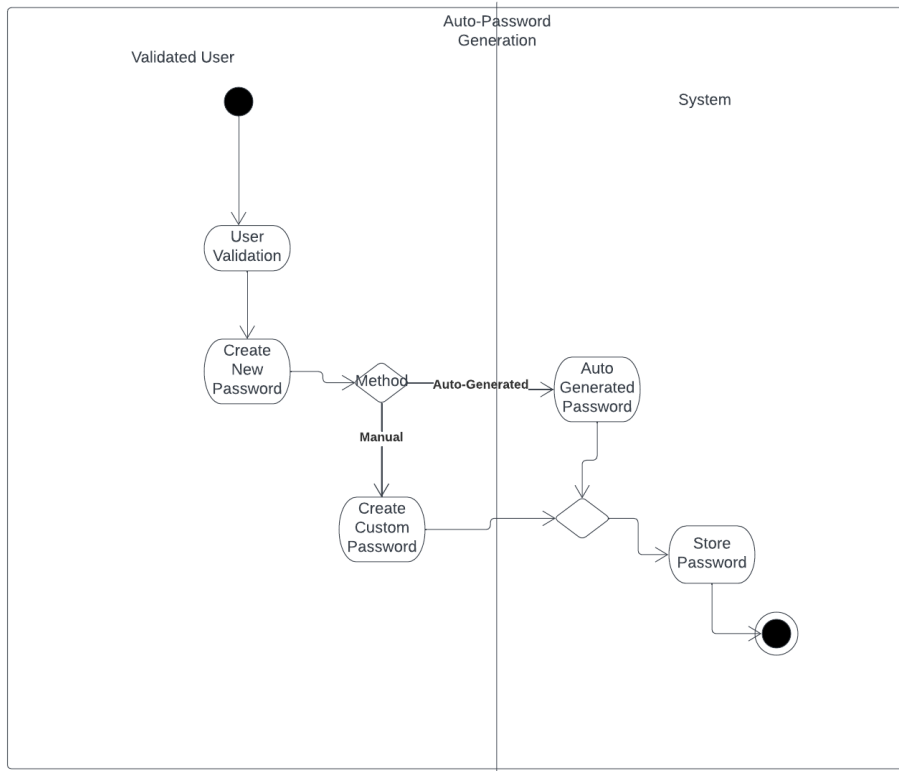 Auto-Password
Generation
Validated User
System
User
Validation
Create
New
Password
Method
Auto-Generated
Auto
Generated
Password
Manual
Create
Custom
Password
Store
Password